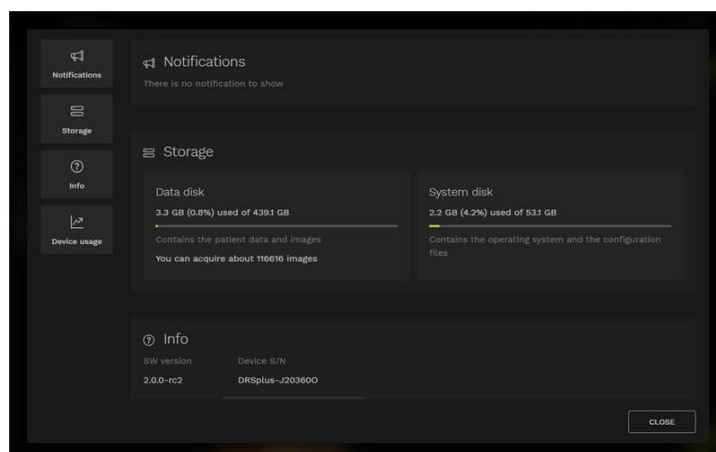 Notifications
Storage
Info
Device usage
Notifications
There is no notification to show
Storage
Data disk
3.3 GB (0.8%) used of 439.1 GB
Contains the patient data and images
You can acquire about 116616 images
System disk
2.2 GB (4.2%) used of 53.1 GB
Contains the operating system and the configuration
files
Info
SW version
2.0.0-rc2
Device S/N
DRSplus-J20360O
CLOSE